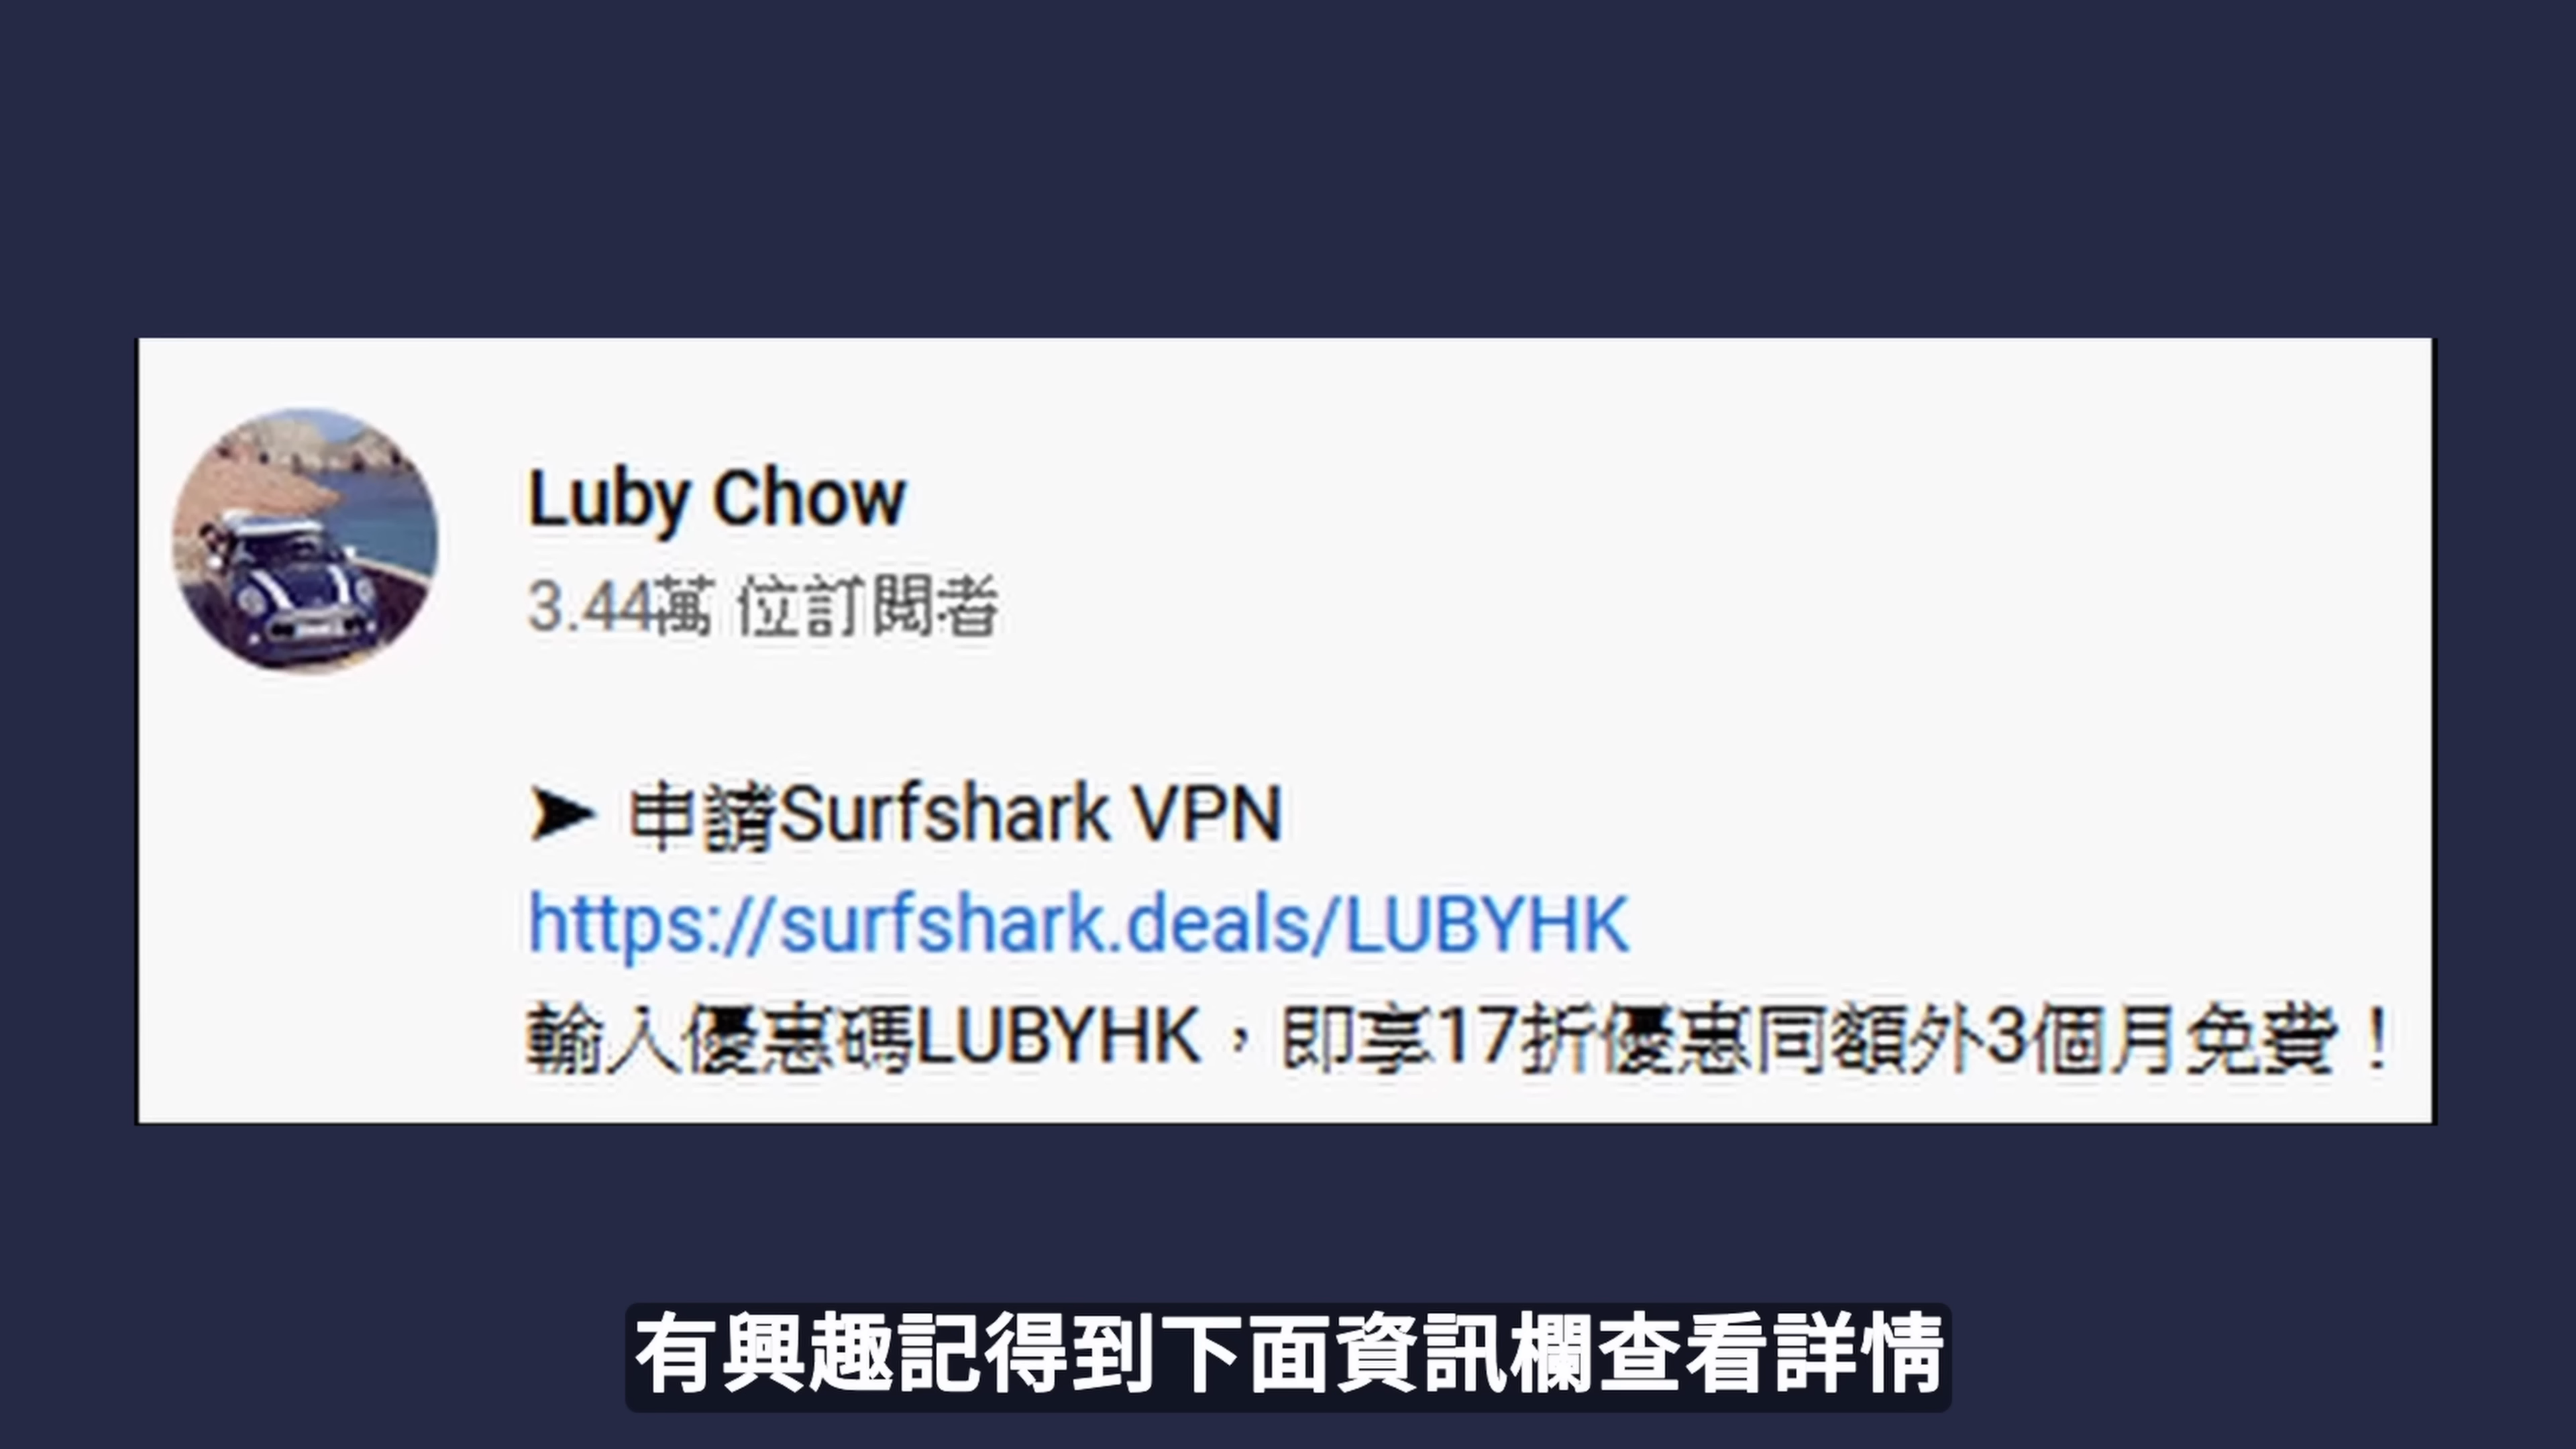 Luby Chow
3.44萬 位訂閱者
➤ 申請Surfshark VPN
https://surfshark.deals/LUBYHK
輸入優惠碼LUBYHK，即享17折優惠同額外3個月免費！
有興趣記得到下面資訊欄查看詳情